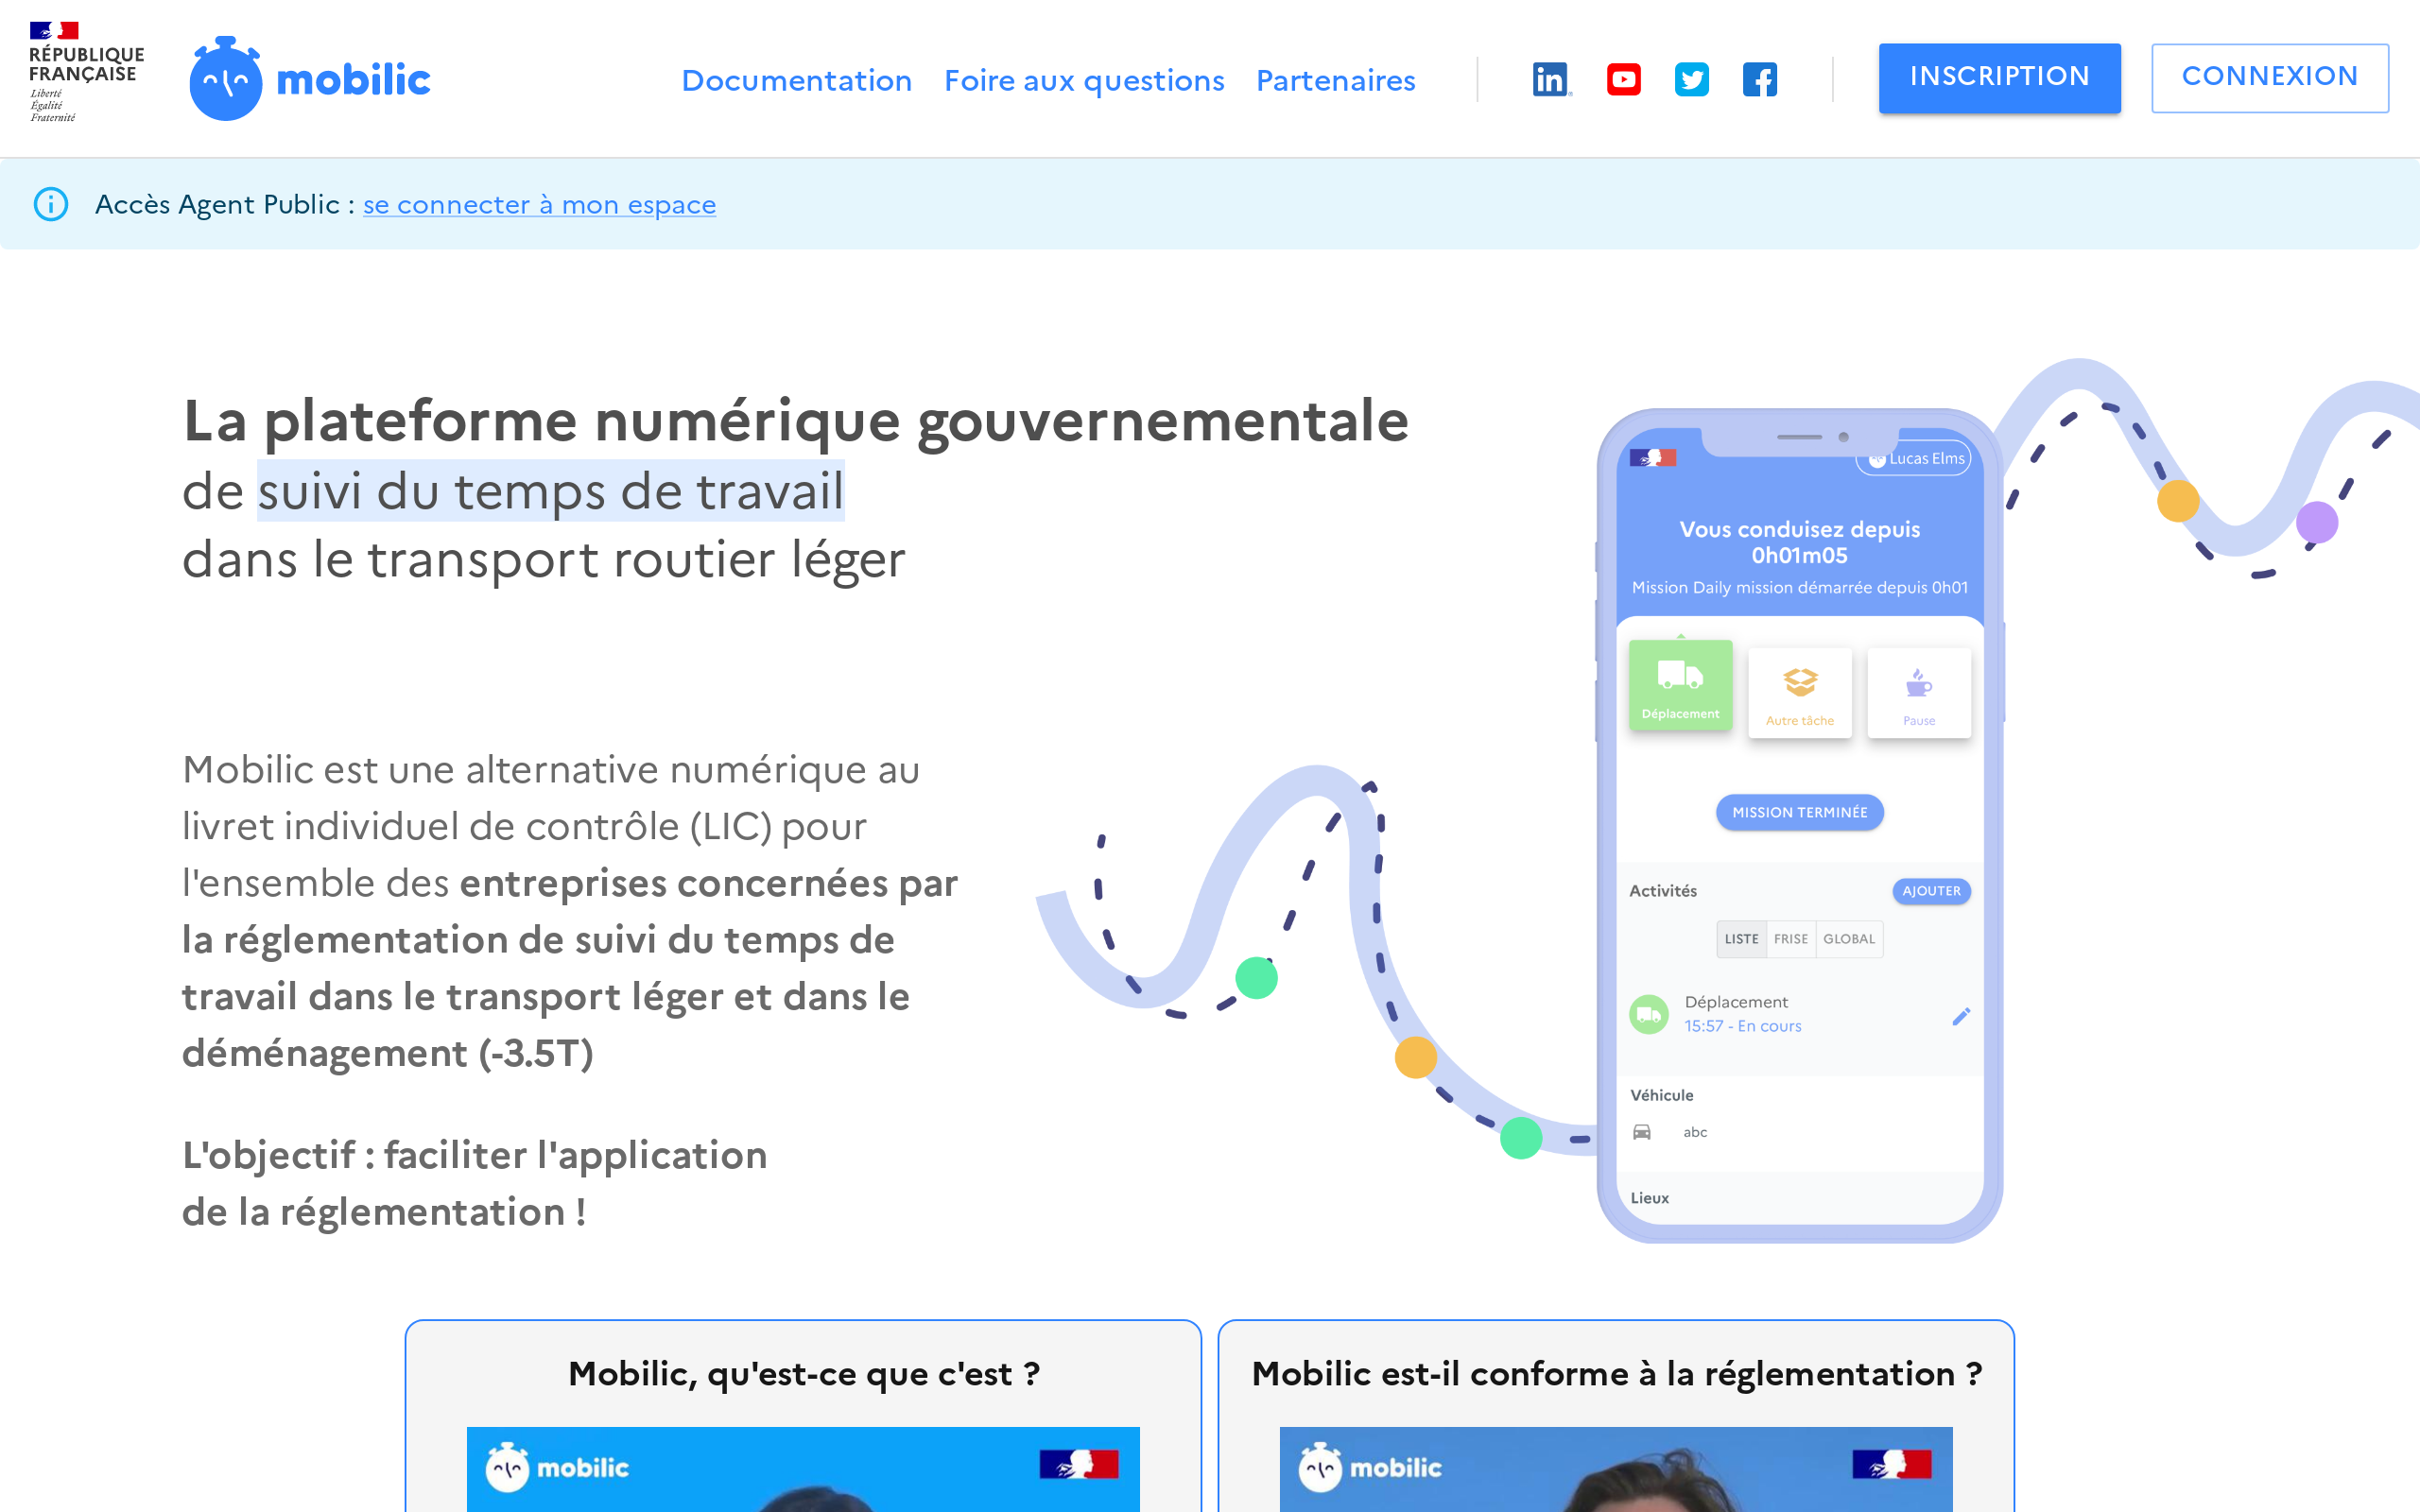 RÉPUBLIQUE
FRANÇAISE
Liberté
Égalité
Fraternité
mobilic
Documentation
Foire aux questions
Partenaires
in
INSCRIPTION
CONNEXION
Accès Agent Public : se connecter à mon espace
La plateforme numérique gouvernementale
de suivi du temps de travail
dans le transport routier léger
Mobilic est une alternative numérique au
livret individuel de contrôle (LIC) pour
l'ensemble des entreprises concernées par
la réglementation de suivi du temps de
travail dans le transport léger et dans le
déménagement (-3.5T)
L'objectif : faciliter l'application
de la réglementation !
Lucas Elms
Vous conduisez depuis
0h01m05
Mission Daily mission démarrée depuis 0h01
Déplacement
Autre tâche
Pause
MISSION TERMINÉE
Activités
AJOUTER
LISTE
FRISE
GLOBAL
Déplacement
15:57 - En cours
Véhicule
abc
Lieux
Mobilic, qu'est-ce que c'est ?
mobilic
Mobilic est-il conforme à la réglementation ?
mobilic